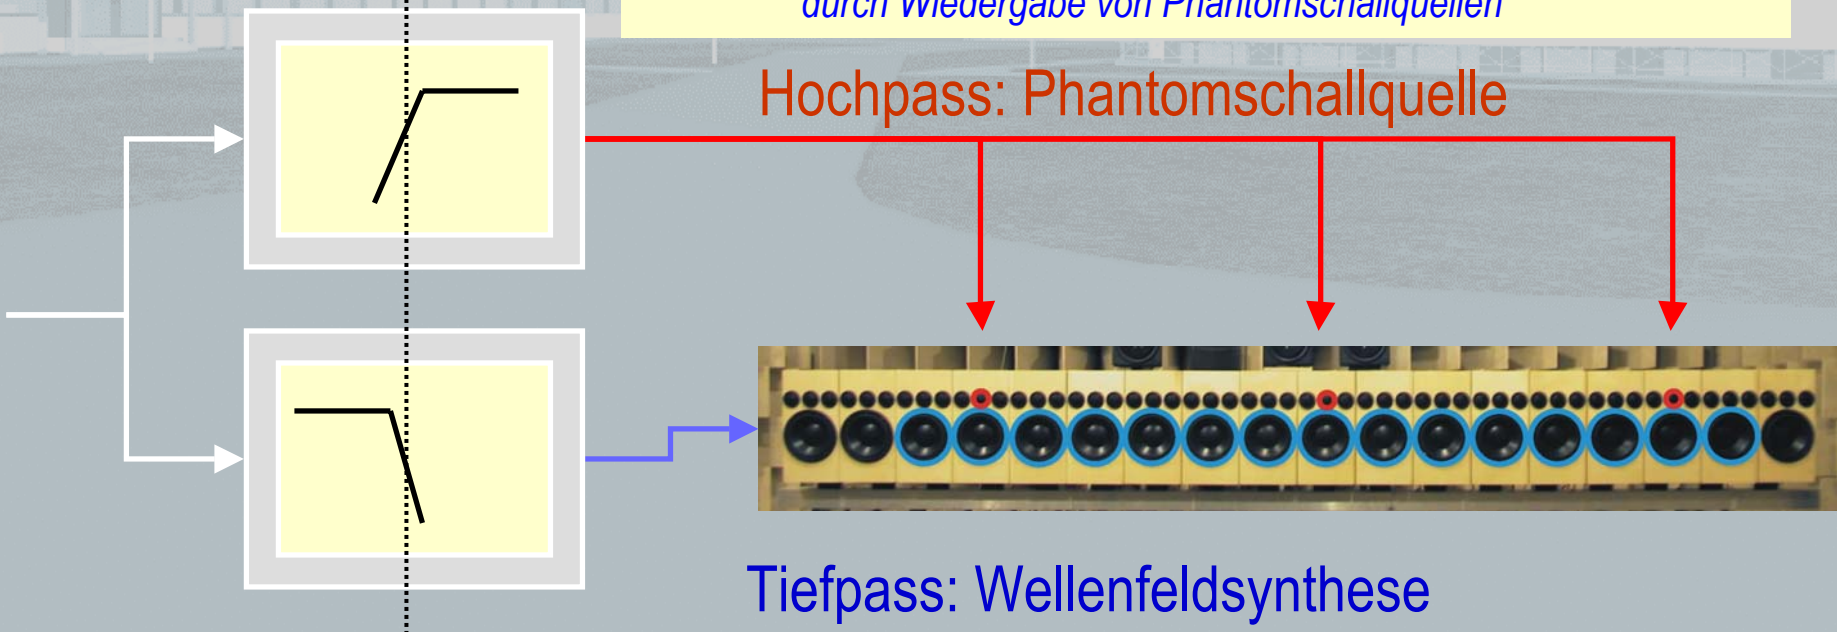 durch Wiedergabe von Phantomschallquellen
Hochpass: Phantomschallquelle
Tiefpass: Wellenfeldsynthese